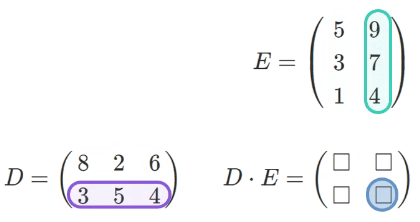 E = ( 5 9
3 7
1 4 )
D = ( 8 2 6
3 5 4 )
D · E = ( □ □
□ □ )